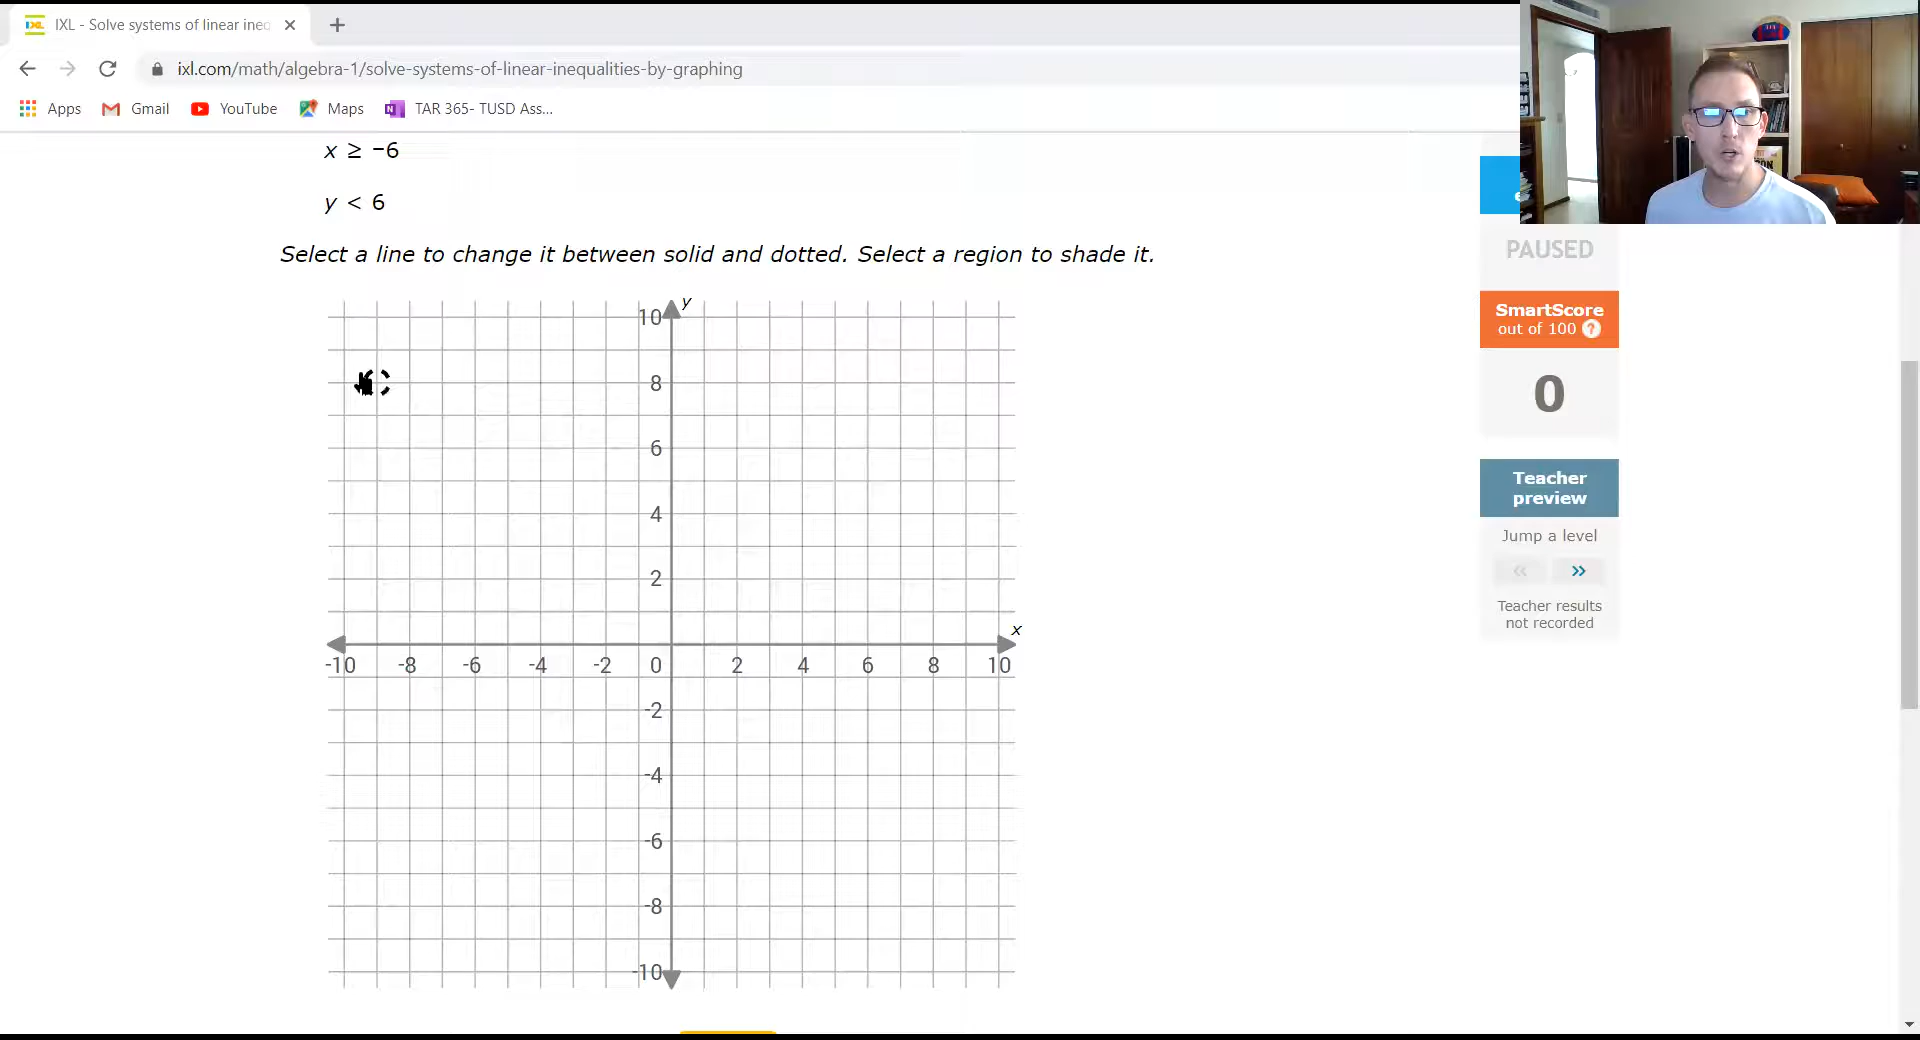 IXL - Solve systems of linear ineq
ixl.com/math/algebra-1/solve-systems-of-linear-inequalities-by-graphing
Apps
Gmail
YouTube
Maps
TAR 365- TUSD Ass...
x ≥ −6
y < 6
Select a line to change it between solid and dotted. Select a region to shade it.
y
10
8
6
4
2
x
-10 -8 -6 -4 -2 0 2 4 6 8 10
-2
-4
-6
-8
-10
PAUSED
SmartScore
out of 100 ?
0
Teacher
preview
Jump a level
« »
Teacher results
not recorded